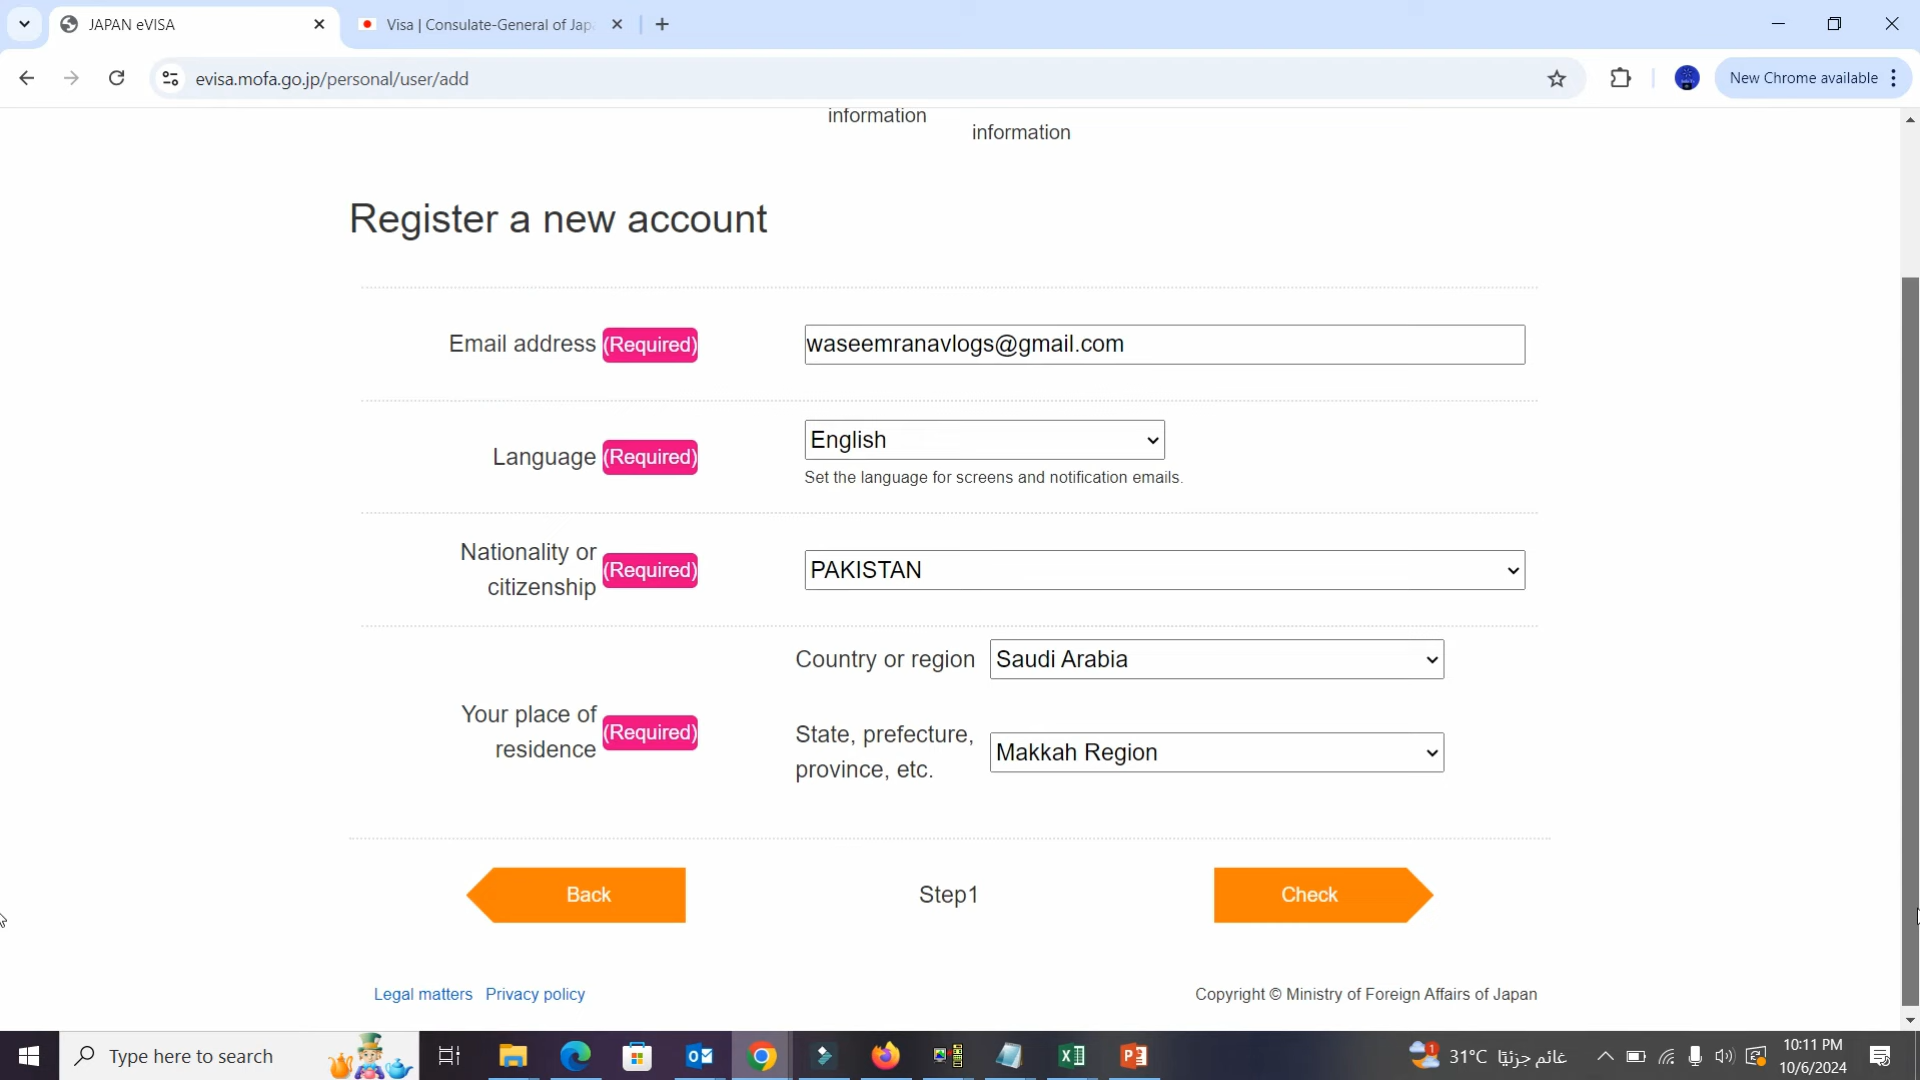 JAPAN eVISA
Visa | Consulate-General of Jap
evisa.mofa.go.jp/personal/user/add
New Chrome available
information
information
Register a new account
Email address (Required)
waseemranavlogs@gmail.com
Language (Required)
English
Set the language for screens and notification emails.
Nationality or
citizenship
(Required)
PAKISTAN
Your place of
residence
(Required)
Country or region
Saudi Arabia
State, prefecture,
province, etc.
Makkah Region
Back
Step1
Check
Legal matters Privacy policy
Copyright © Ministry of Foreign Affairs of Japan
Type here to search
31°C غائم جزئيًا
10:11 PM
10/6/2024